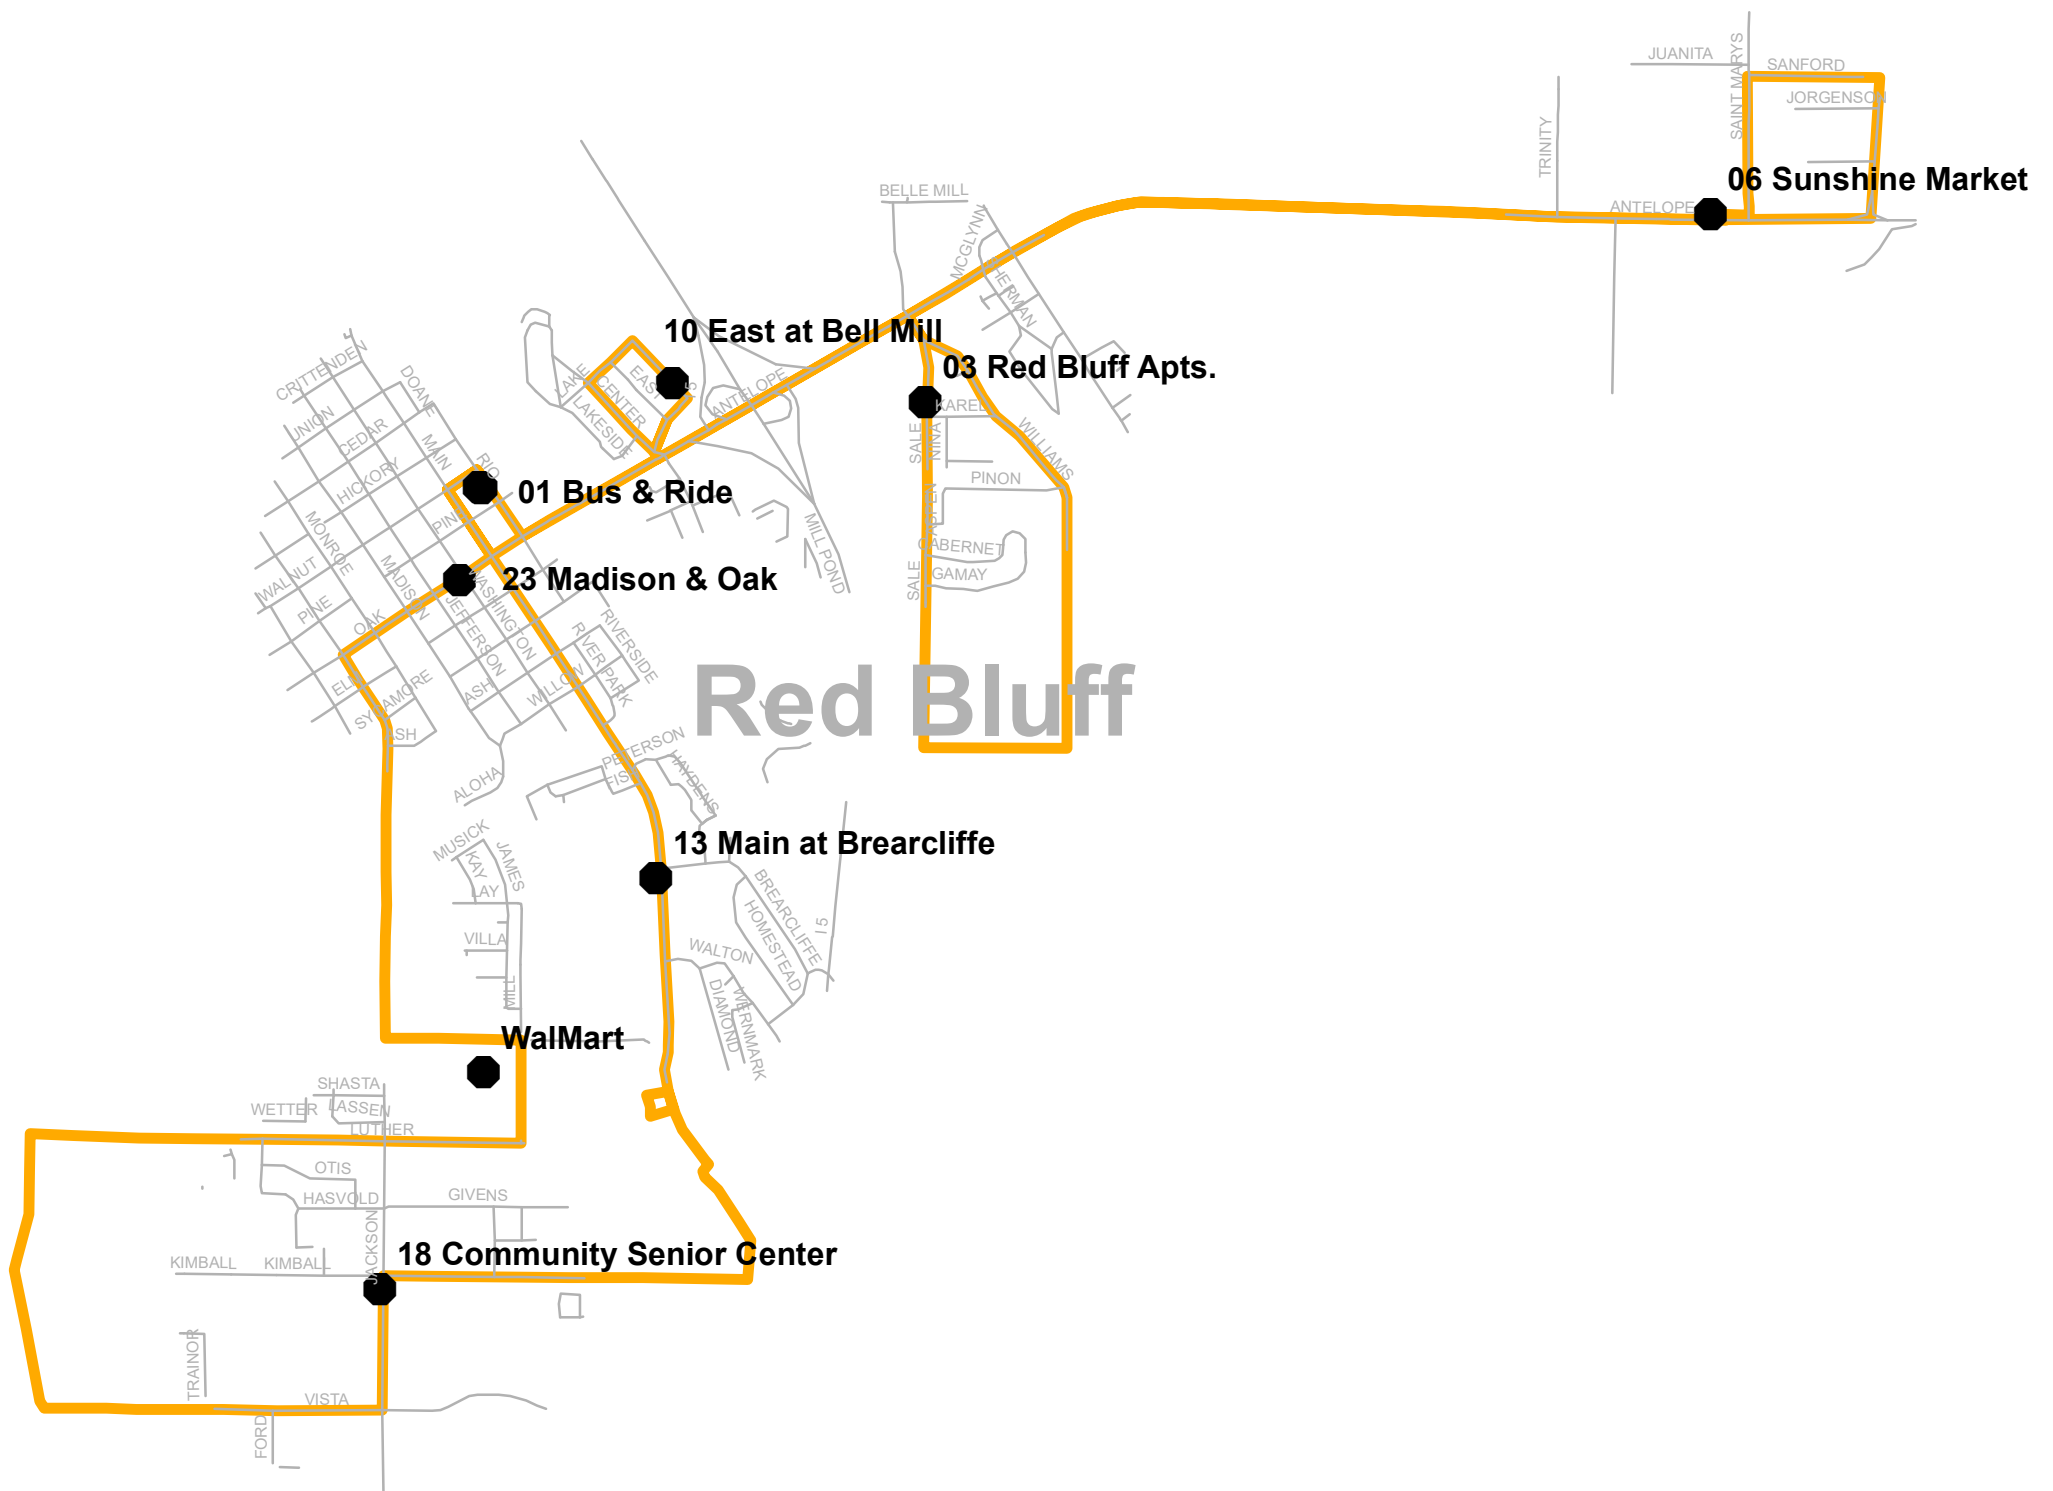 JUANITA
SAINT MARYS
SANFORD
JORGENSON
TRINITY
06 Sunshine Market
ANTELOPE
BELLE MILL
MCGLYNN
10 East at Bell Mill
03 Red Bluff Apts.
CRITTENDEN
DOANE
LAKE
CENTER
EAST
LAKESIDE
ANTELOPE
KAREL
SALE
NINA
WILLIAMS
UNION
CEDAR
MAIN
HICKORY
RIO
PINON
01 Bus & Ride
MONROE
PINE
MILL POND
CABERNET
GAMAY
SALE
WALNUT
MADISON
23 Madison & Oak
WASHINGTON
JEFFERSON
PINE
OAK
RIVERSIDE
RIVER PARK
ELM
SYCAMORE
ASH
WILLOW
Red Bluff
ASH
PETERSON
HAYDENS
ALOHA
MUSICK
KAY
JAMES
LAY
13 Main at Brearcliffe
BREARCLIFFE
HOMESTEAD
I 5
VILLA
WALTON
MILL
DIAMOND
WERNMARK
WalMart
SHASTA
WETTER
LASSEN
LUTHER
OTIS
HASVOLD
GIVENS
JACKSON
KIMBALL
KIMBALL
18 Community Senior Center
TRAINOR
VISTA
FORD